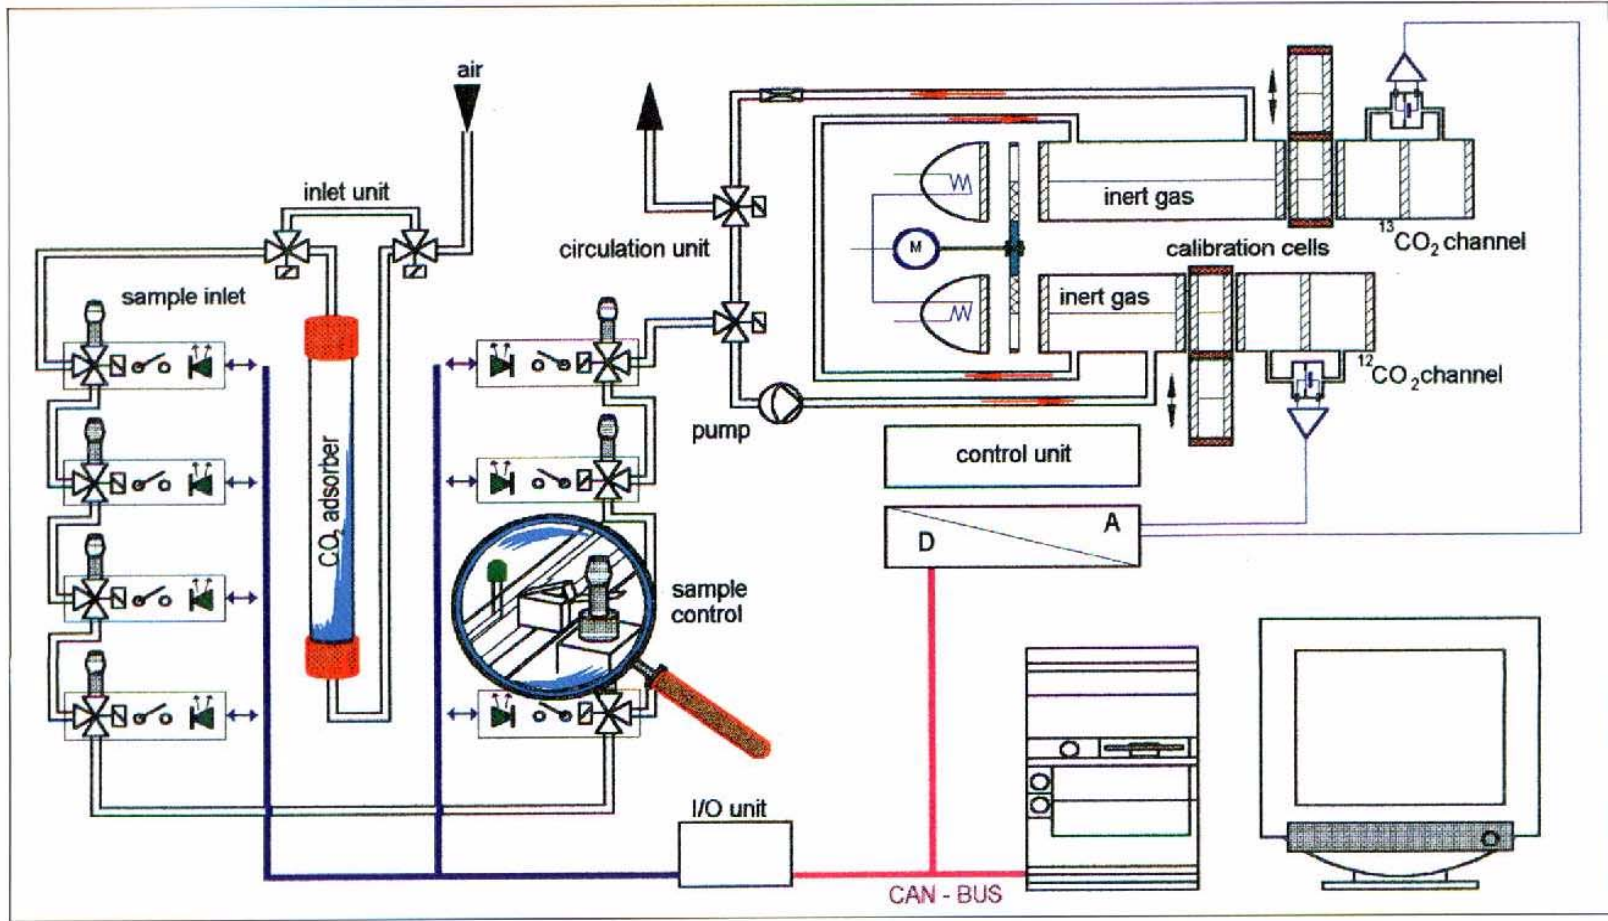 air
inlet unit
sample inlet
CO₂ adsorber
circulation unit
pump
sample
control
M
inert gas
calibration cells
¹³CO₂ channel
inert gas
¹²CO₂ channel
control unit
D
A
I/O unit
CAN - BUS